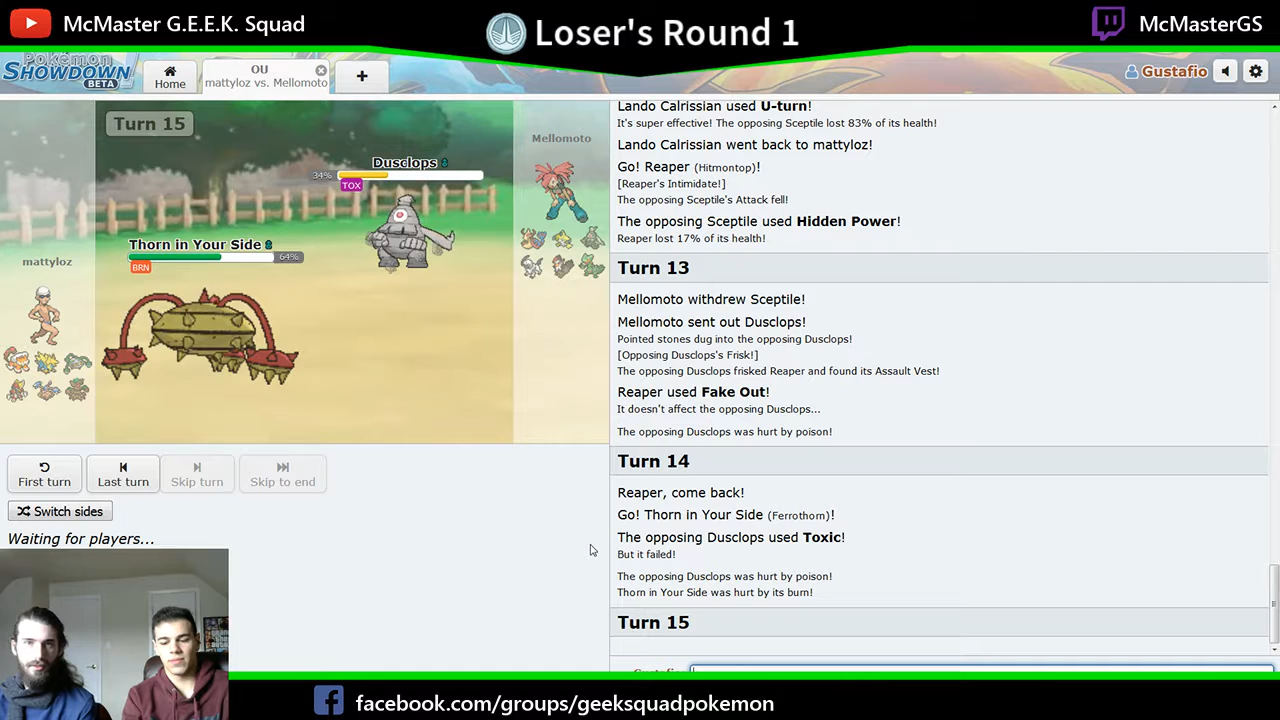 McMaster G.E.E.K. Squad
Loser's Round 1
McMasterGS
Pokémon
SHOWDOWN
BETA
Home
OU
mattyloz vs. Mellomoto
Gustafio
Turn 15
mattyloz
Mellomoto
Dusclops
34%
TOX
Thorn in Your Side
64%
BRN
First turn
Last turn
Skip turn
Skip to end
Switch sides
Waiting for players...
Lando Calrissian used U-turn!
It's super effective! The opposing Sceptile lost 83% of its health!
Lando Calrissian went back to mattyloz!
Go! Reaper (Hitmontop)!
[Reaper's Intimidate!]
The opposing Sceptile's Attack fell!
The opposing Sceptile used Hidden Power!
Reaper lost 17% of its health!
Turn 13
Mellomoto withdrew Sceptile!
Mellomoto sent out Dusclops!
Pointed stones dug into the opposing Dusclops!
[Opposing Dusclops's Frisk!]
The opposing Dusclops frisked Reaper and found its Assault Vest!
Reaper used Fake Out!
It doesn't affect the opposing Dusclops...
The opposing Dusclops was hurt by poison!
Turn 14
Reaper, come back!
Go! Thorn in Your Side (Ferrothorn)!
The opposing Dusclops used Toxic!
But it failed!
The opposing Dusclops was hurt by poison!
Thorn in Your Side was hurt by its burn!
Turn 15
facebook.com/groups/geeksquadpokemon